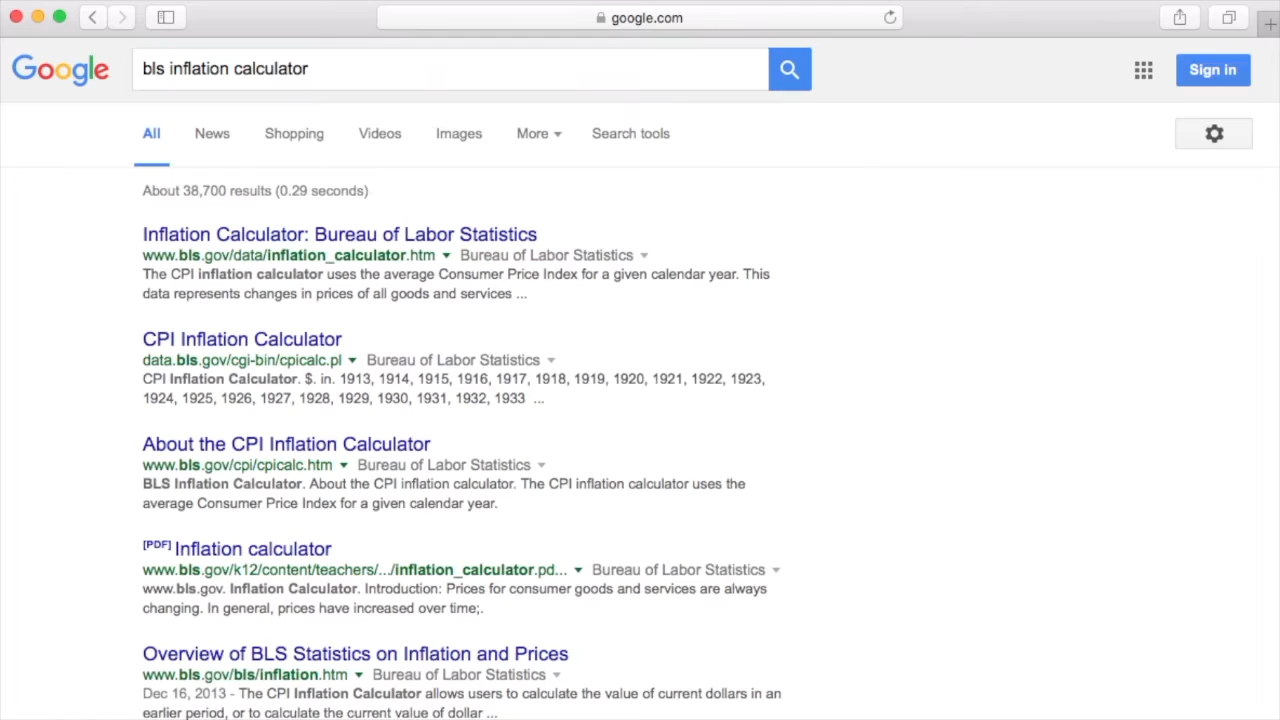 google.com
Google
bls inflation calculator
Sign in
All News Shopping Videos Images More Search tools
About 38,700 results (0.29 seconds)
Inflation Calculator: Bureau of Labor Statistics
www.bls.gov/data/inflation_calculator.htm Bureau of Labor Statistics
The CPI inflation calculator uses the average Consumer Price Index for a given calendar year. This
data represents changes in prices of all goods and services ...
CPI Inflation Calculator
data.bls.gov/cgi-bin/cpicalc.pl Bureau of Labor Statistics
CPI Inflation Calculator. $. in. 1913, 1914, 1915, 1916, 1917, 1918, 1919, 1920, 1921, 1922, 1923,
1924, 1925, 1926, 1927, 1928, 1929, 1930, 1931, 1932, 1933 ...
About the CPI Inflation Calculator
www.bls.gov/cpi/cpicalc.htm Bureau of Labor Statistics
BLS Inflation Calculator. About the CPI inflation calculator. The CPI inflation calculator uses the
average Consumer Price Index for a given calendar year.
[PDF] Inflation calculator
www.bls.gov/k12/content/teachers/.../inflation_calculator.pd... Bureau of Labor Statistics
www.bls.gov. Inflation Calculator. Introduction: Prices for consumer goods and services are always
changing. In general, prices have increased over time;.
Overview of BLS Statistics on Inflation and Prices
www.bls.gov/bls/inflation.htm Bureau of Labor Statistics
Dec 16, 2013 - The CPI Inflation Calculator allows users to calculate the value of current dollars in an
earlier period, or to calculate the current value of dollar ...